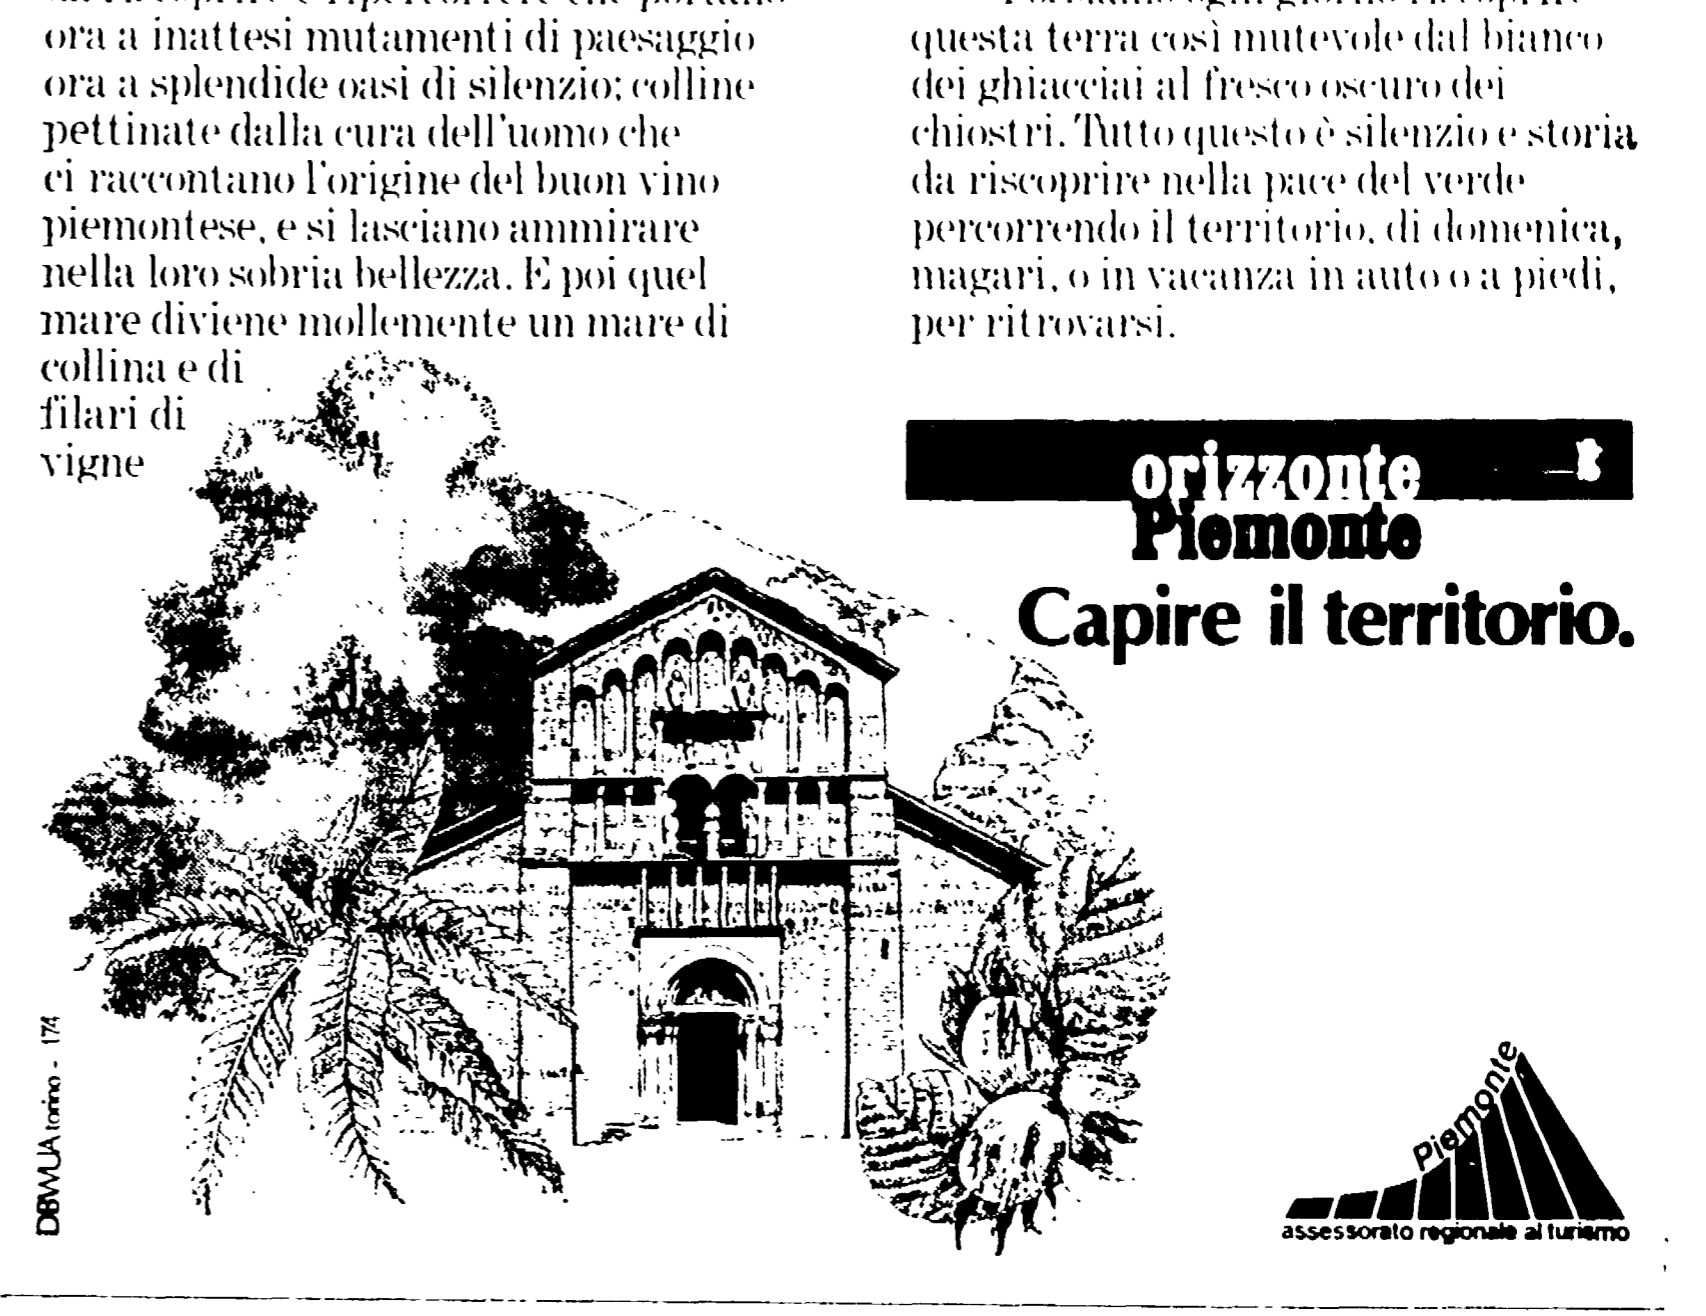 ora a inattesi mutamenti di paesaggio
ora a splendide oasi di silenzio; colline
pettinate dalla cura dell'uomo che
ci raccontano l'origine del buon vino
piemontese, e si lasciano ammirare
nella loro sobria bellezza. E poi quel
mare diviene mollemente un mare di
collina e di
filari di
vigne
questa terra così mutevole dal bianco
dei ghiacciai al fresco oscuro dei
chiostri. Tutto questo è silenzio e storia
da riscoprire nella pace del verde
percorrendo il territorio, di domenica,
magari, o in vacanza in auto o a piedi,
per ritrovarsi.
orizzonte
Piemonte
Capire il territorio.
Piemonte
assessorato regionale al turismo
torino - 174